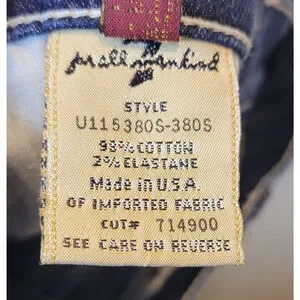 7
for all mankind
STYLE
U115380S-380S
98% COTTON
2% ELASTANE
Made in U.S.A.
OF IMPORTED FABRIC
CUT# 714900
SEE CARE ON REVERSE